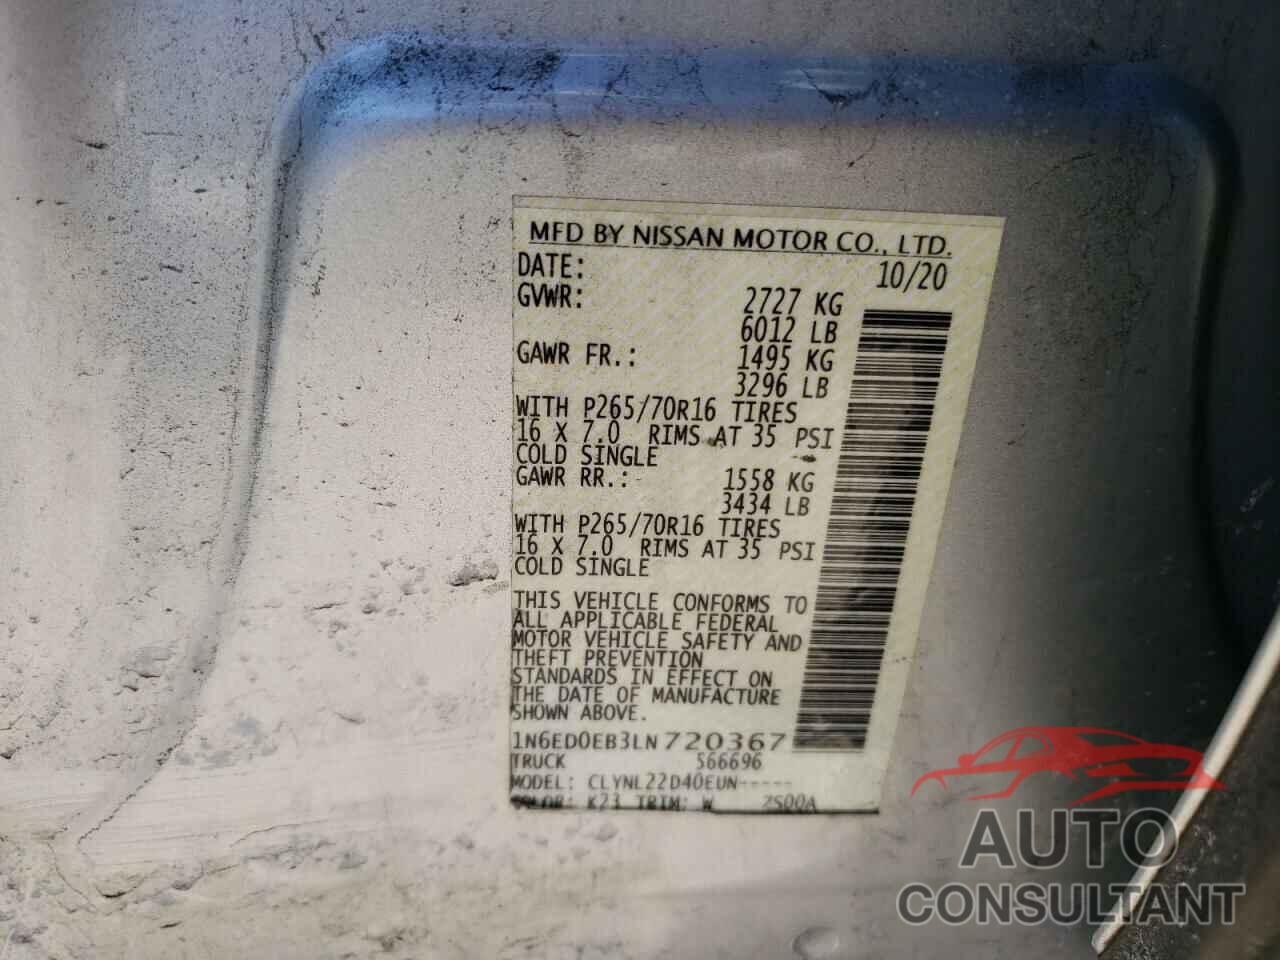 MFD BY NISSAN MOTOR CO., LTD.
DATE: 10/20
GVWR: 2727 KG
6012 LB
GAWR FR.: 1495 KG
3296 LB
WITH P265/70R16 TIRES
16 X 7.0 RIMS AT 35 PSI
COLD SINGLE
GAWR RR.: 1558 KG
3434 LB
WITH P265/70R16 TIRES
16 X 7.0 RIMS AT 35 PSI
COLD SINGLE
THIS VEHICLE CONFORMS TO
ALL APPLICABLE FEDERAL
MOTOR VEHICLE SAFETY AND
THEFT PREVENTION
STANDARDS IN EFFECT ON
THE DATE OF MANUFACTURE
SHOWN ABOVE.
1N6ED0EB3LN720367
TRUCK 566696
MODEL: CLYNL22D40EUN-----
COLOR: K23 TRIM: W 2S00A
AUTO
CONSULTANT